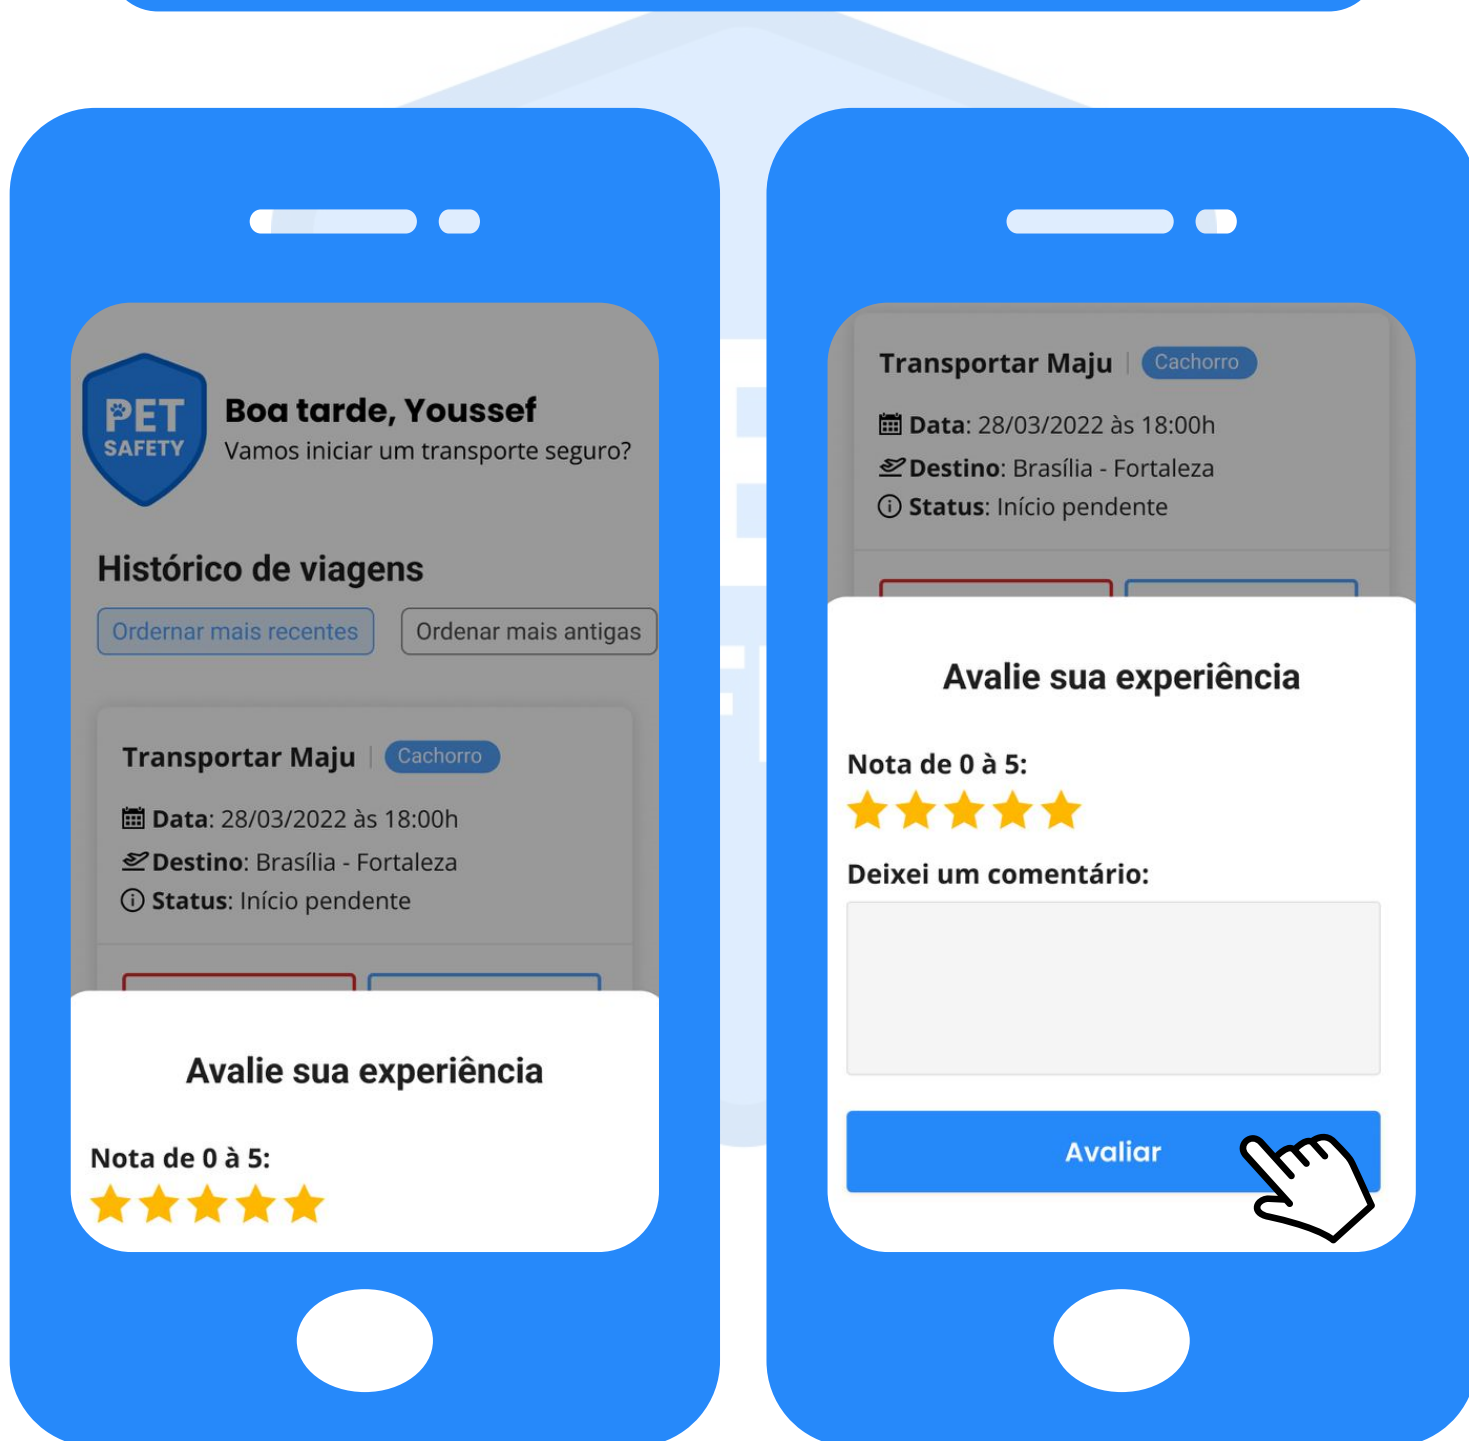 PET
SAFETY
Boa tarde, Youssef
Vamos iniciar um transporte seguro?
Histórico de viagens
Ordernar mais recentes
Ordenar mais antigas
Transportar Maju
Cachorro
Data: 28/03/2022 às 18:00h
Destino: Brasília - Fortaleza
Status: Início pendente
Avalie sua experiência
Nota de 0 à 5:
Transportar Maju
Cachorro
Data: 28/03/2022 às 18:00h
Destino: Brasília - Fortaleza
Status: Início pendente
Avalie sua experiência
Nota de 0 à 5:
Deixei um comentário:
Avaliar